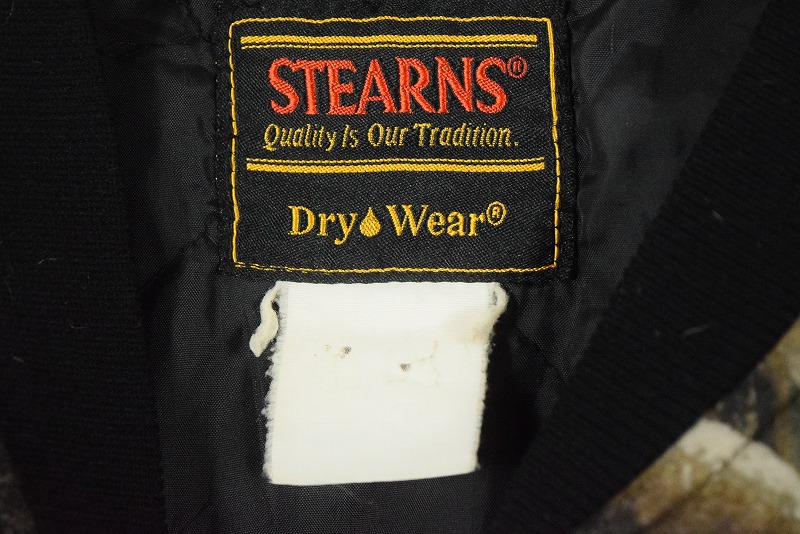 STEARNS®
Quality Is Our Tradition.
Dry Wear®